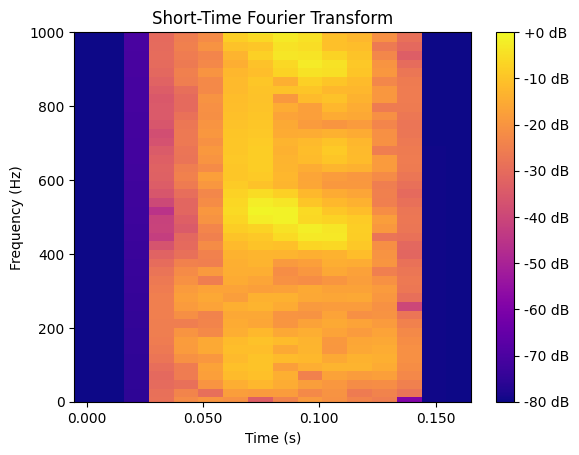 Short-Time Fourier Transform
Frequency (Hz)
1000
800
600
400
200
0
0.000
0.050
0.100
0.150
Time (s)
+0 dB
-10 dB
-20 dB
-30 dB
-40 dB
-50 dB
-60 dB
-70 dB
-80 dB